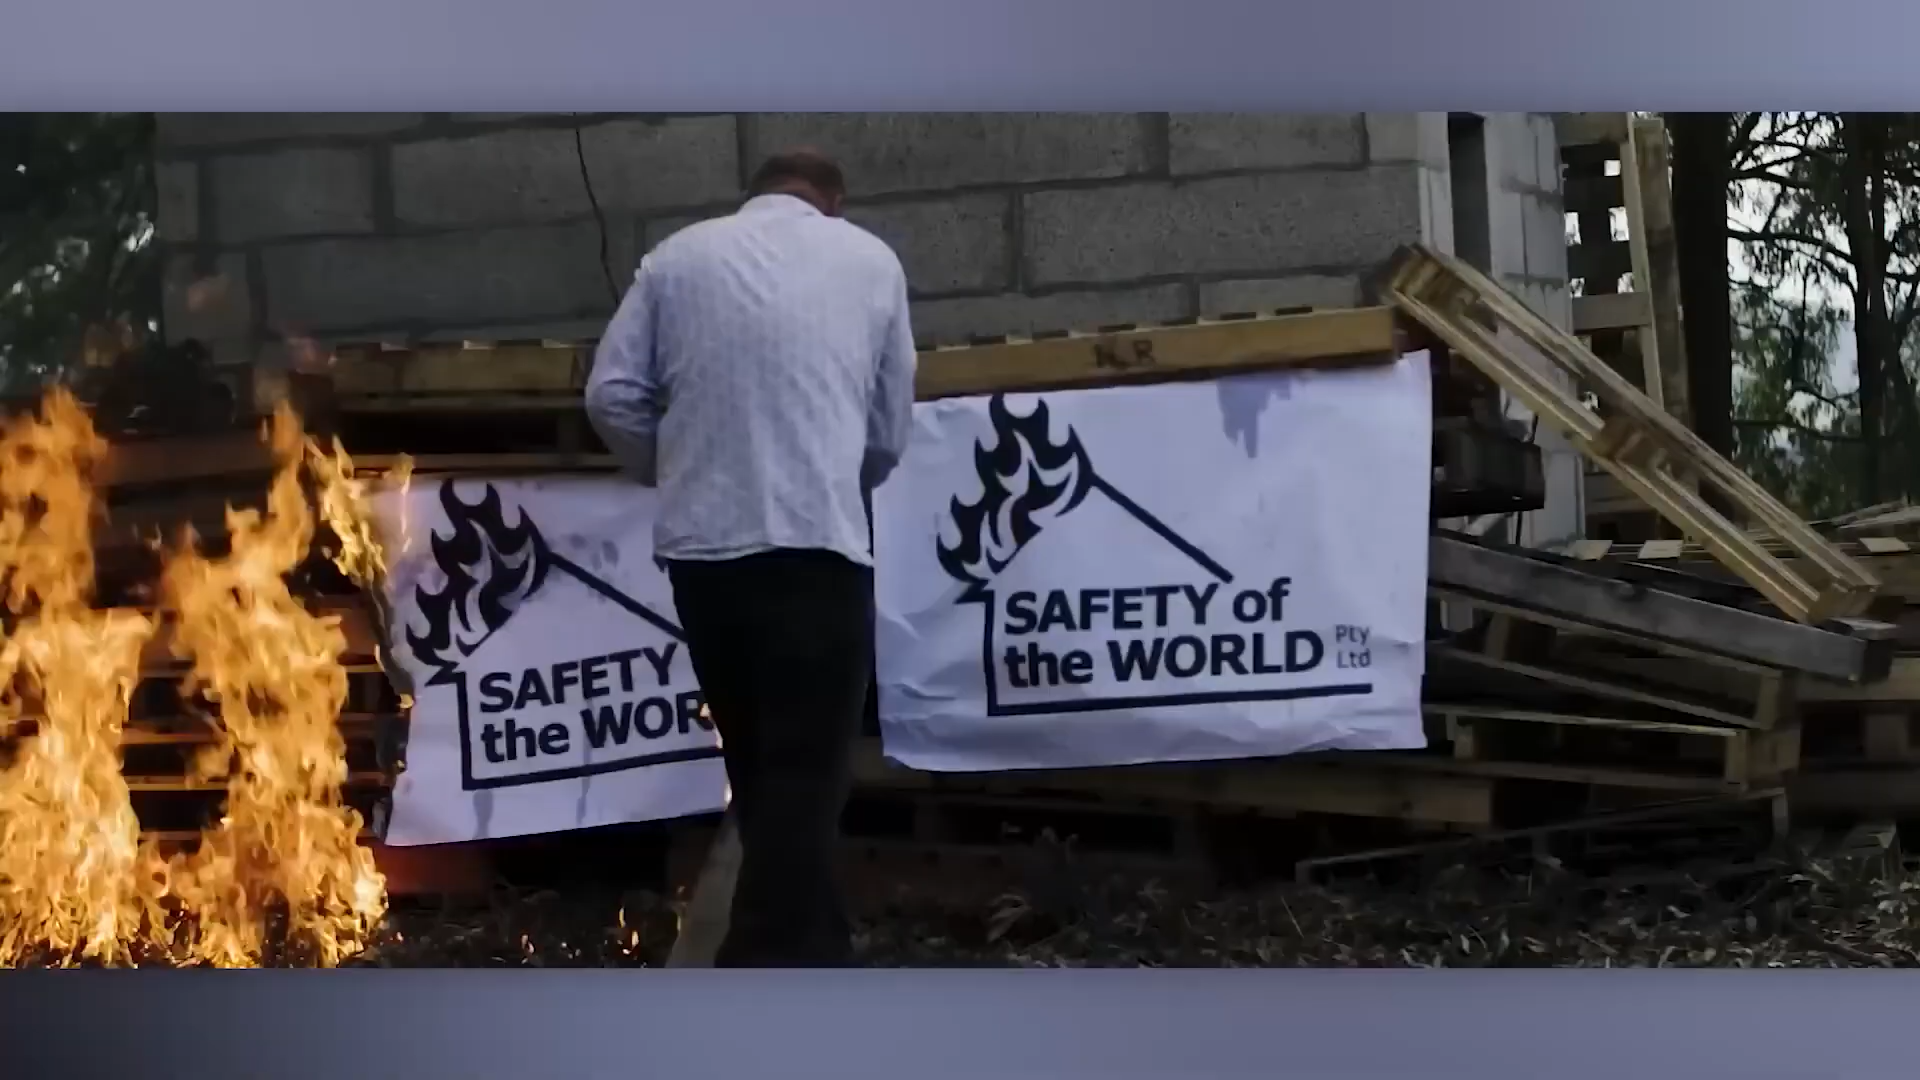 N.R
SAFETY
the WOR
SAFETY of
the WORLD Pty
Ltd